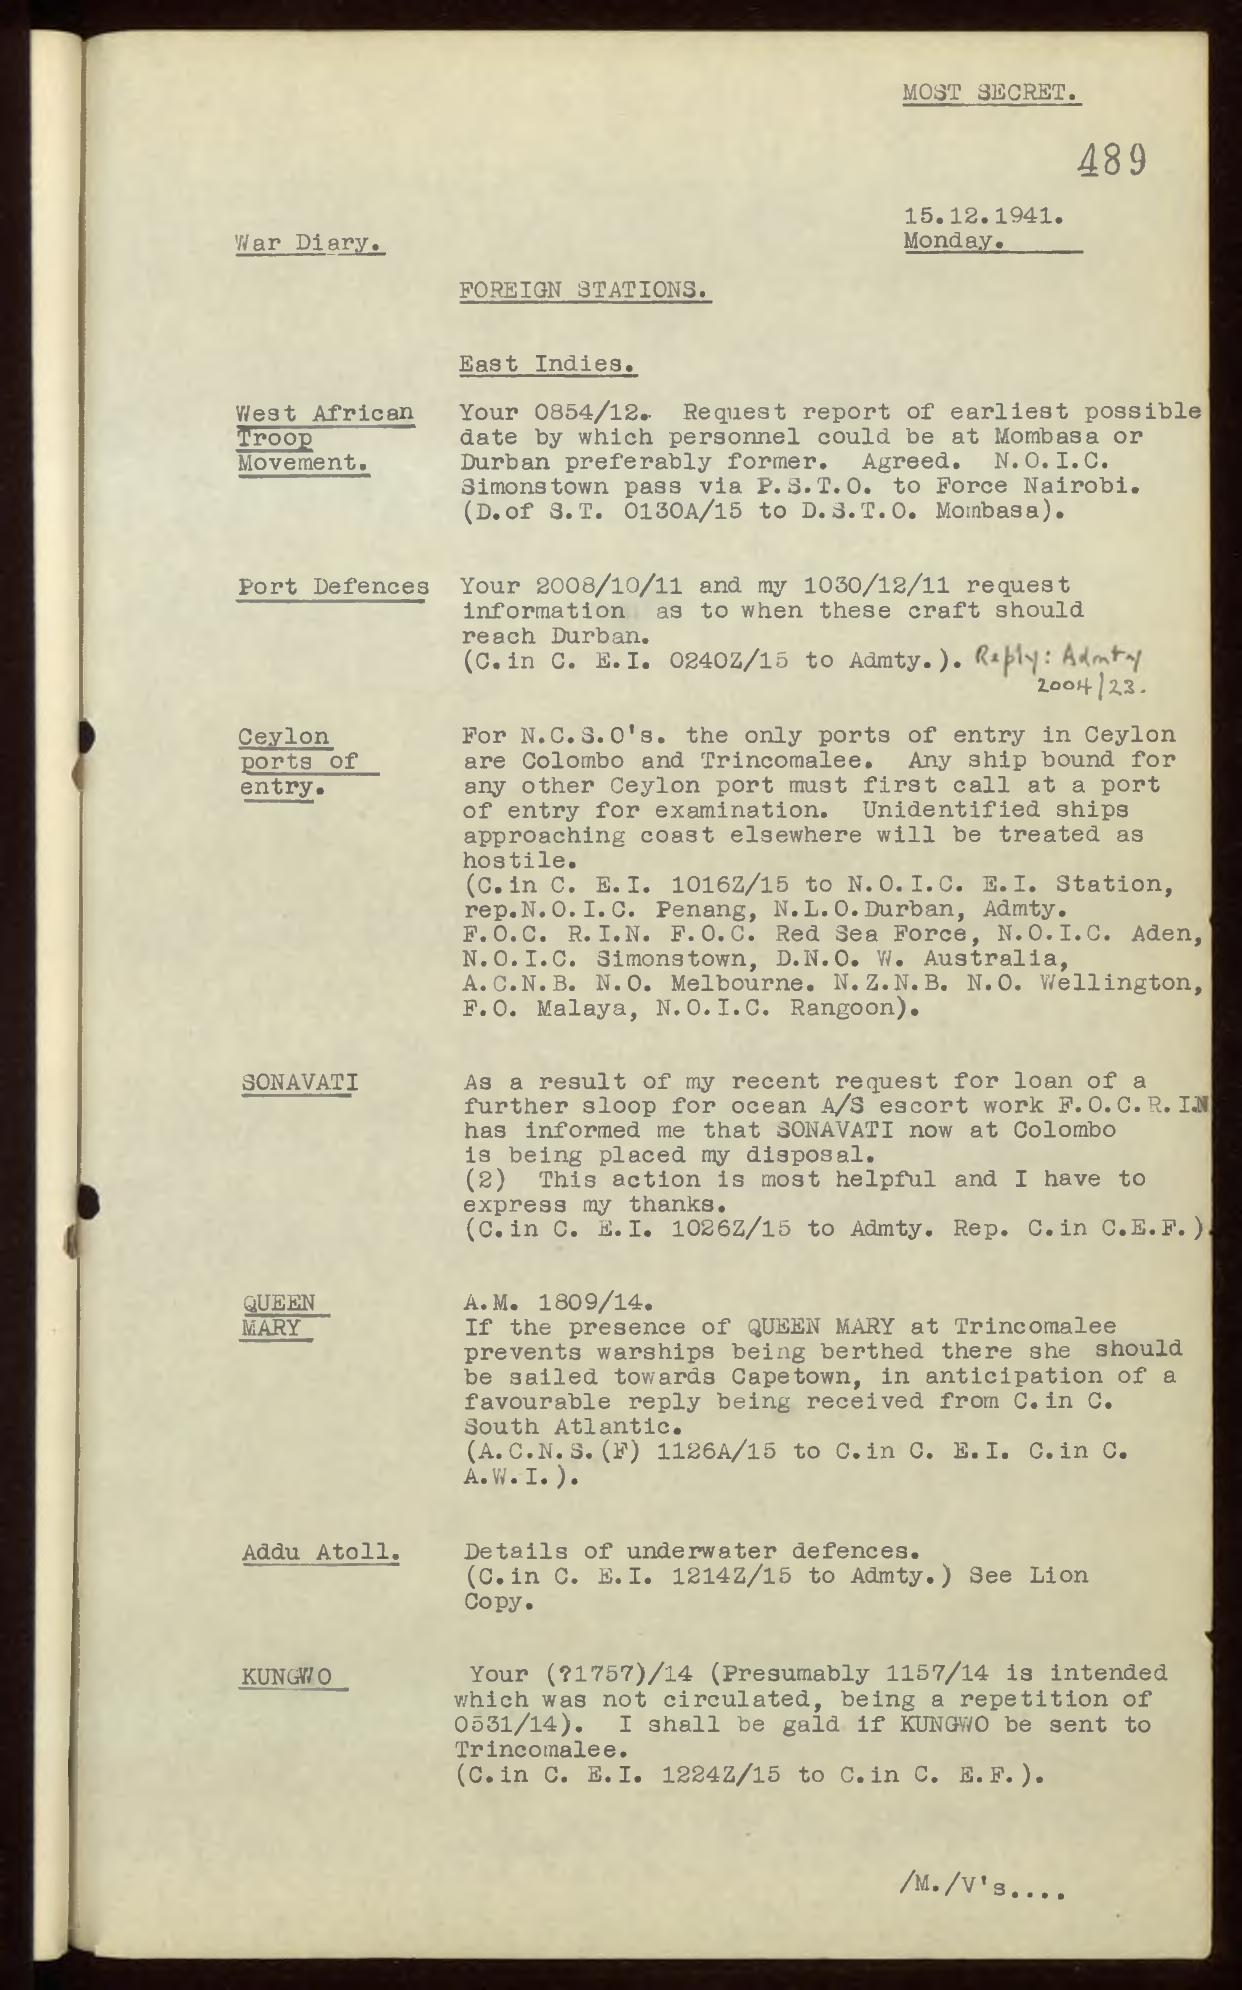 MOST SECRET.
489
15.12.1941.
War Diary.
Monday.
FOREIGN STATIONS.
East Indies.
West African
Troop
Movement.
Your 0854/12. Request report of earliest possible
date by which personnel could be at Mombasa or
Durban preferably former. Agreed. N.O.I.C.
Simonstown pass via P.S.T.O. to Force Nairobi.
(D.of S.T. 0130A/15 to D.S.T.O. Mombasa).
Port Defences
Your 2008/10/11 and my 1030/12/11 request
information as to when these craft should
reach Durban.
(C.in C. E.I. 0240Z/15 to Admty.). Reply: Admty
2004/23.
Ceylon
ports of
entry.
For N.C.S.O's. the only ports of entry in Ceylon
are Colombo and Trincomalee. Any ship bound for
any other Ceylon port must first call at a port
of entry for examination. Unidentified ships
approaching coast elsewhere will be treated as
hostile.
(C.in C. E.I. 1016Z/15 to N.O.I.C. E.I. Station,
rep.N.O.I.C. Penang, N.L.O.Durban, Admty.
F.O.C. R.I.N. F.O.C. Red Sea Force, N.O.I.C. Aden,
N.O.I.C. Simonstown, D.N.O. W. Australia,
A.C.N.B. N.O. Melbourne. N.Z.N.B. N.O. Wellington,
F.O. Malaya, N.O.I.C. Rangoon).
SONAVATI
As a result of my recent request for loan of a
further sloop for ocean A/S escort work F.O.C.R.IN
has informed me that SONAVATI now at Colombo
is being placed my disposal.
(2) This action is most helpful and I have to
express my thanks.
(C.in C. E.I. 1026Z/15 to Admty. Rep. C.in C.E.F.).
QUEEN
MARY
A.M. 1809/14.
If the presence of QUEEN MARY at Trincomalee
prevents warships being berthed there she should
be sailed towards Capetown, in anticipation of a
favourable reply being received from C.in C.
South Atlantic.
(A.C.N.S.(F) 1126A/15 to C.in C. E.I. C.in C.
A.W.I.).
Addu Atoll.
Details of underwater defences.
(C.in C. E.I. 1214Z/15 to Admty.) See Lion
Copy.
KUNGWO
Your (?1757)/14 (Presumably 1157/14 is intended
which was not circulated, being a repetition of
0531/14). I shall be gald if KUNGWO be sent to
Trincomalee.
(C.in C. E.I. 1224Z/15 to C.in C. E.F.).
/M./V's....